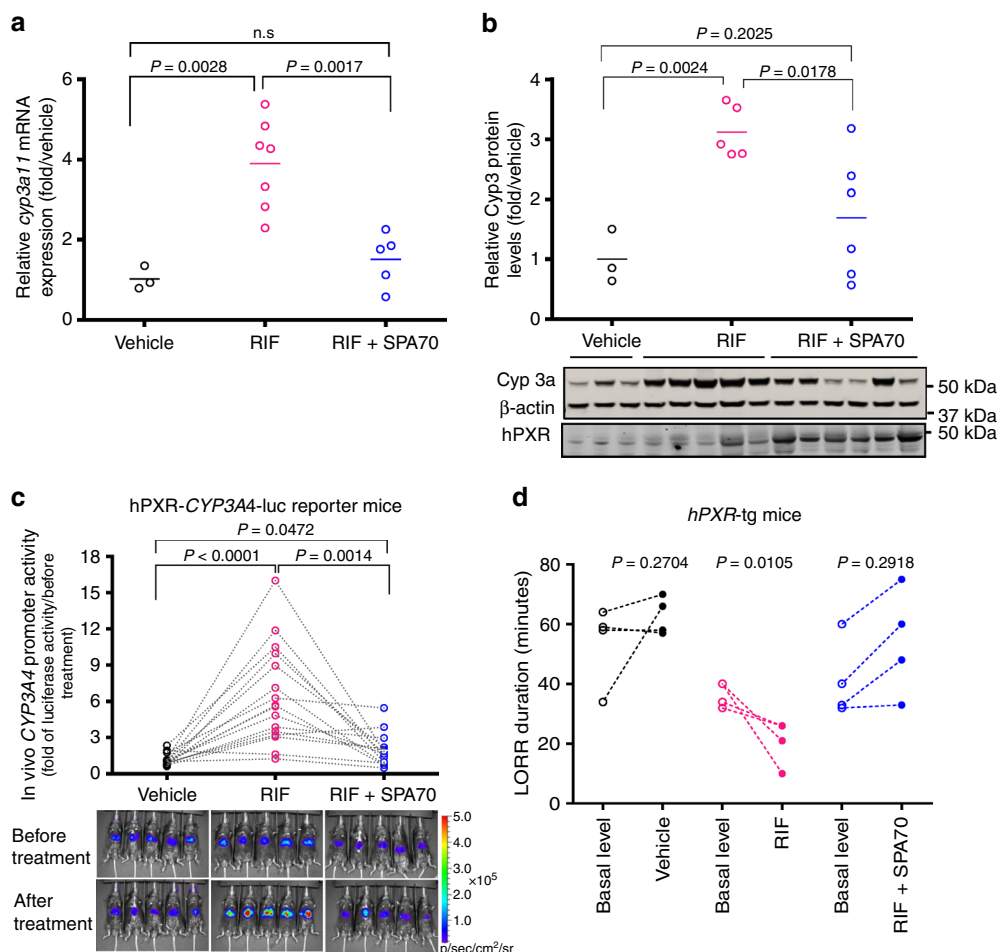 a
n.s
P = 0.0028
P = 0.0017
Relative cyp3a11 mRNA
expression (fold/vehicle)
6
4
2
0
Vehicle
RIF
RIF + SPA70
b
P = 0.2025
P = 0.0024
P = 0.0178
Relative Cyp3 protein
levels (fold/vehicle)
4
3
2
1
0
Vehicle
RIF
RIF + SPA70
Cyp 3a
β-actin
hPXR
50 kDa
37 kDa
50 kDa
c
hPXR-CYP3A4-luc reporter mice
P = 0.0472
P < 0.0001
P = 0.0014
In vivo CYP3A4 promoter activity
(fold of luciferase activity/before
treatment)
18
15
12
9
6
3
0
Vehicle
RIF
RIF + SPA70
Before
treatment
After
treatment
5.0
4.0
3.0
×10⁵
2.0
1.0
p/sec/cm²/sr
d
hPXR-tg mice
P = 0.2704
P = 0.0105
P = 0.2918
LORR duration (minutes)
80
60
40
20
0
Basal level
Vehicle
Basal level
RIF
Basal level
RIF + SPA70